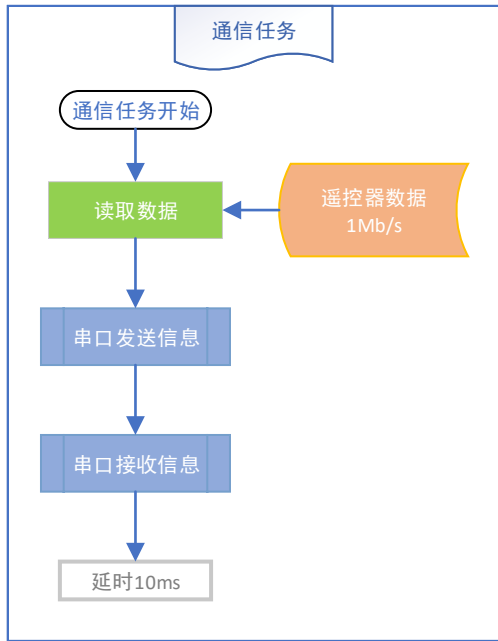 通信任务
通信任务开始
读取数据
遥控器数据
1Mb/s
串口发送信息
串口接收信息
延时10ms